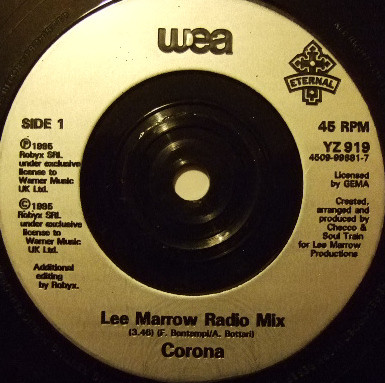 wea
ETERNAL
SIDE 1
45 RPM
℗1995
Robyx SRL
under exclusive
license to
Warner Music
UK Ltd.
©1995
Robyx SRL
under exclusive
license to
Warner Music
UK Ltd.
Additional
editing
by Robyx.
YZ 919
4509-99681-7
Licensed
by GEMA
Created,
arranged and
produced by
Checco &
Soul Train
for Lee Marrow
Productions
Lee Marrow Radio Mix
(3.46) (F. Bontempi/A. Bottari)
Corona